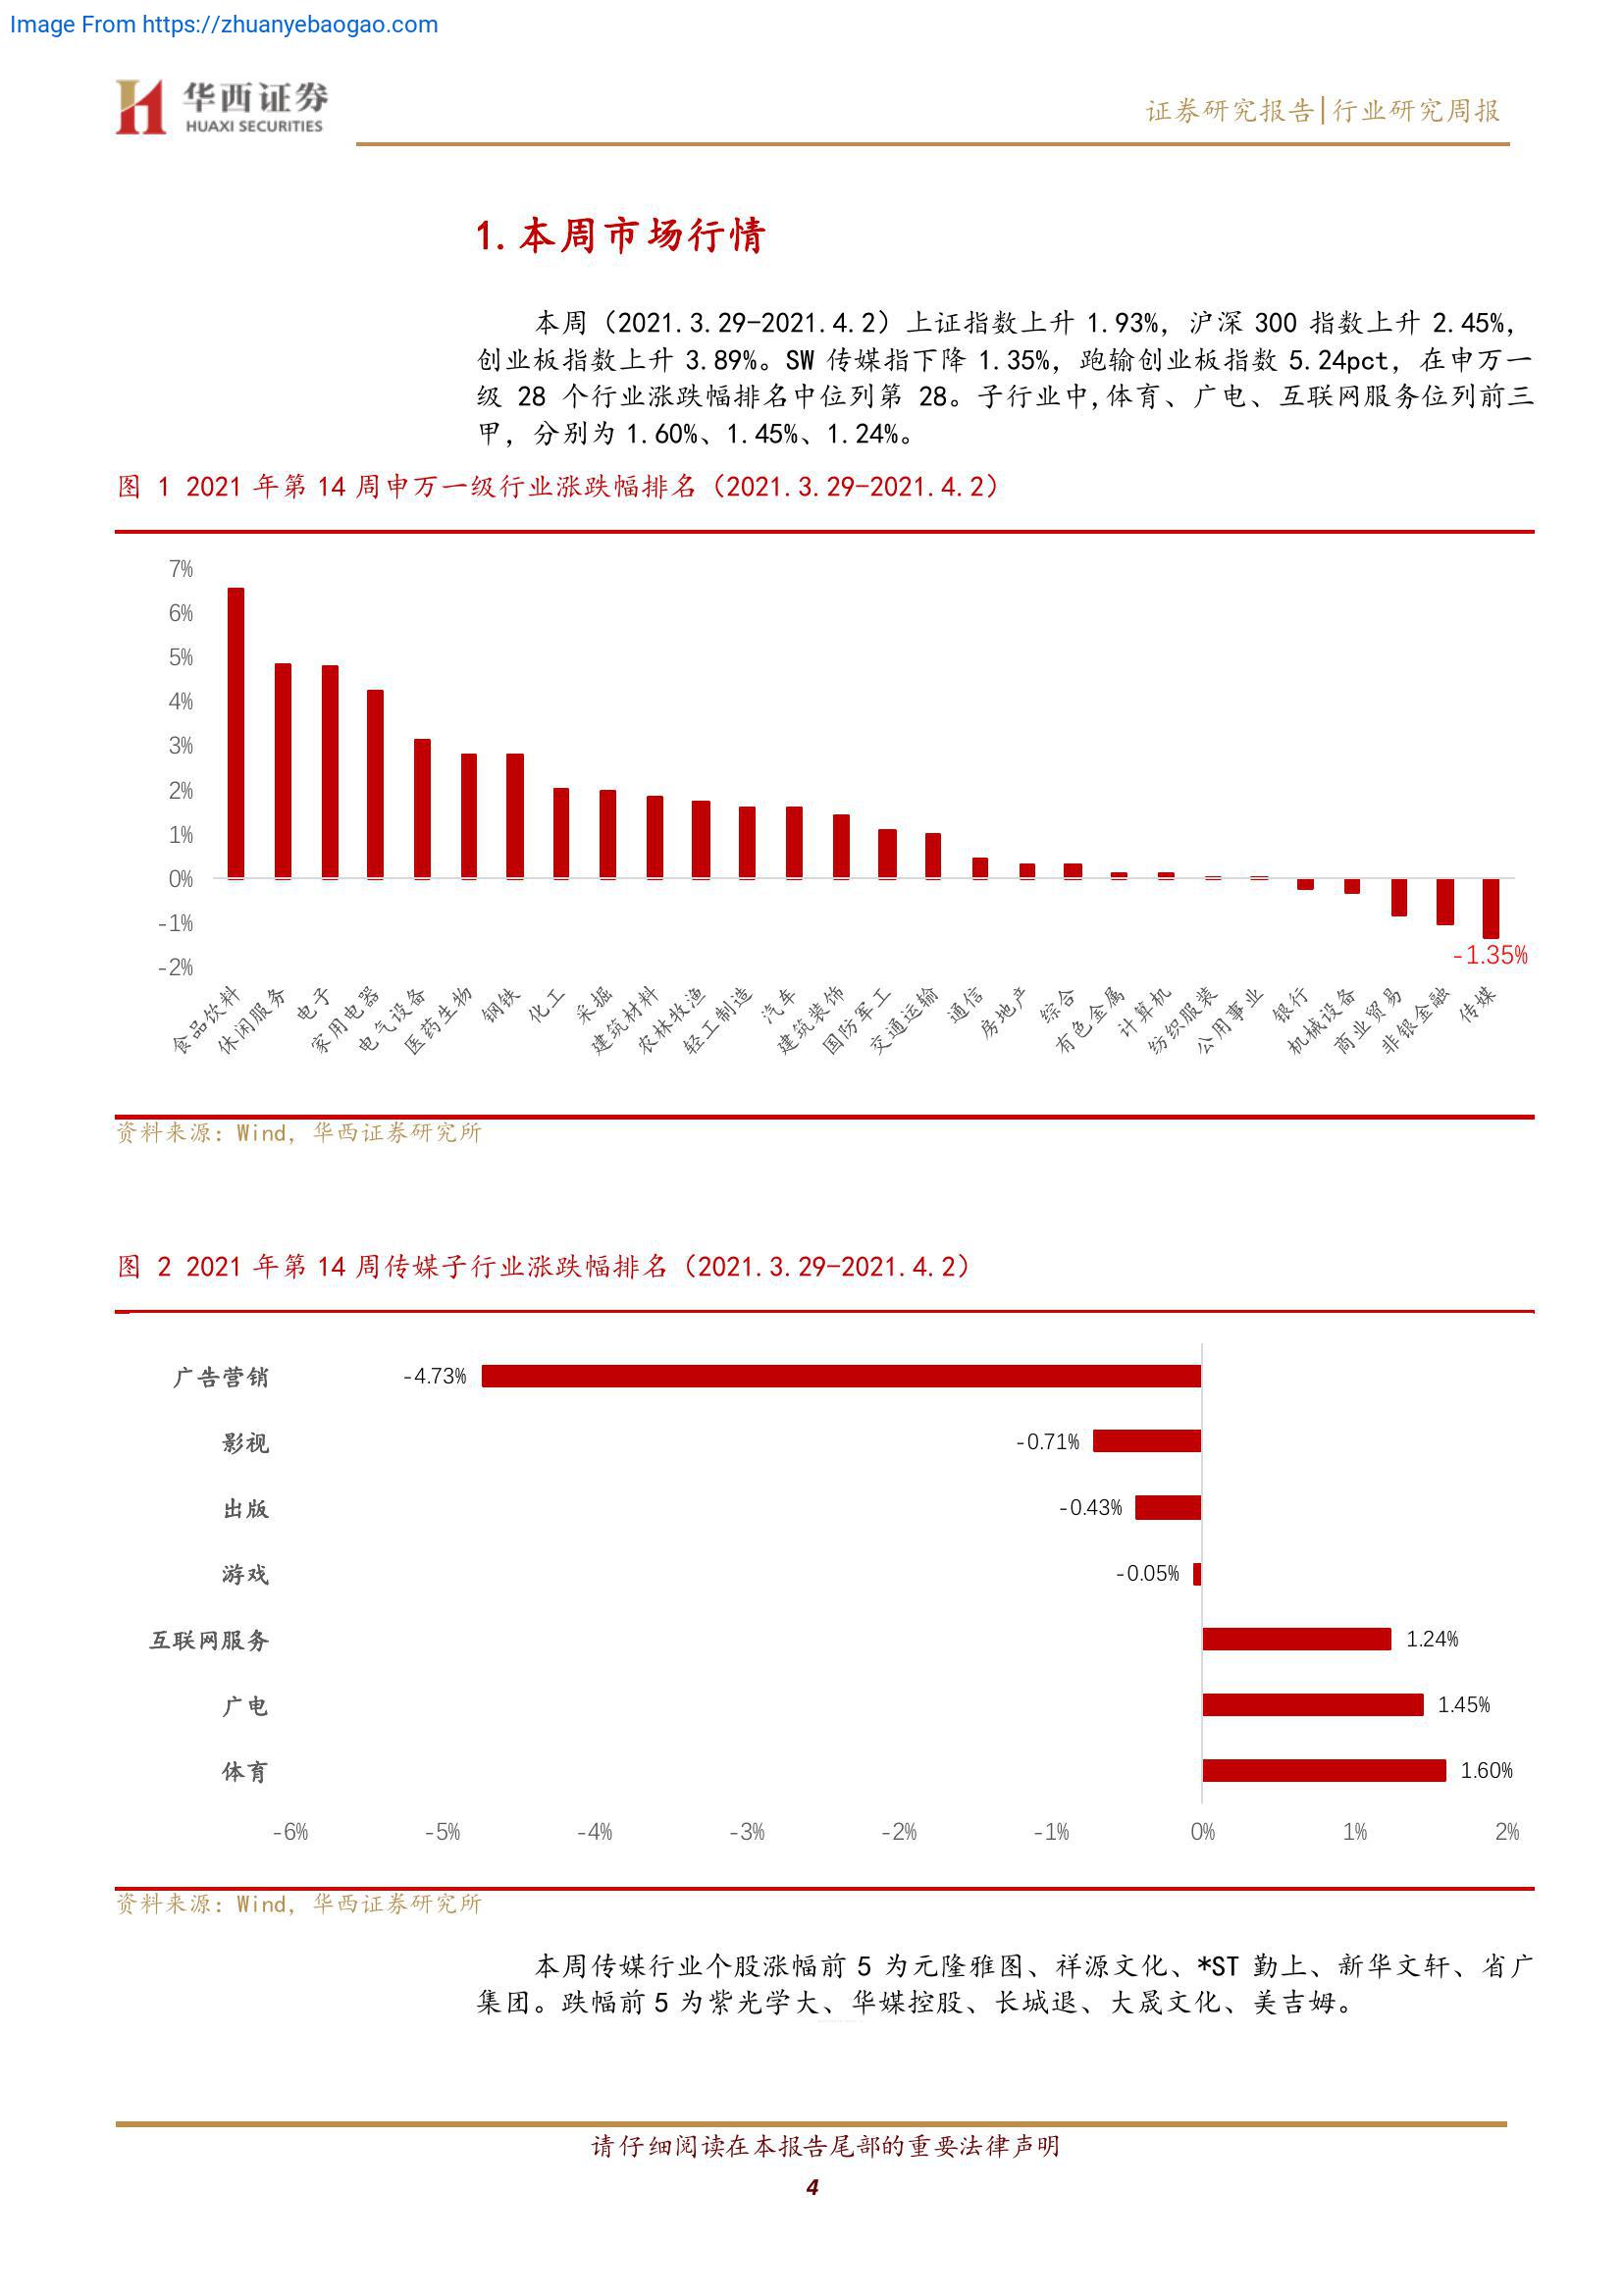 Image From https://zhuanyebaogao.com
华西证券
HUAXI SECURITIES
证券研究报告|行业研究周报
1.本周市场行情
本周（2021.3.29-2021.4.2）上证指数上升 1.93%，沪深 300 指数上升 2.45%，
创业板指数上升 3.89%。SW 传媒指下降 1.35%，跑输创业板指数 5.24pct，在申万一
级 28 个行业涨跌幅排名中位列第 28。子行业中,体育、广电、互联网服务位列前三
甲，分别为 1.60%、1.45%、1.24%。
图 1 2021 年第 14 周申万一级行业涨跌幅排名（2021.3.29-2021.4.2）
7%
6%
5%
4%
3%
2%
1%
0%
-1%
-2%
-1.35%
食品饮料
休闲服务
电子
家用电器
电气设备
医药生物
钢铁
化工
采掘
建筑材料
农林牧渔
轻工制造
汽车
建筑装饰
国防军工
交通运输
通信
房地产
综合
有色金属
计算机
纺织服装
公用事业
银行
机械设备
商业贸易
非银金融
传媒
资料来源：Wind，华西证券研究所
图 2 2021 年第 14 周传媒子行业涨跌幅排名（2021.3.29-2021.4.2）
广告营销 -4.73%
影视 -0.71%
出版 -0.43%
游戏 -0.05%
互联网服务 1.24%
广电 1.45%
体育 1.60%
-6% -5% -4% -3% -2% -1% 0% 1% 2%
资料来源：Wind，华西证券研究所
本周传媒行业个股涨幅前 5 为元隆雅图、祥源文化、*ST 勤上、新华文轩、省广
集团。跌幅前 5 为紫光学大、华媒控股、长城退、大晟文化、美吉姆。
请仔细阅读在本报告尾部的重要法律声明
4